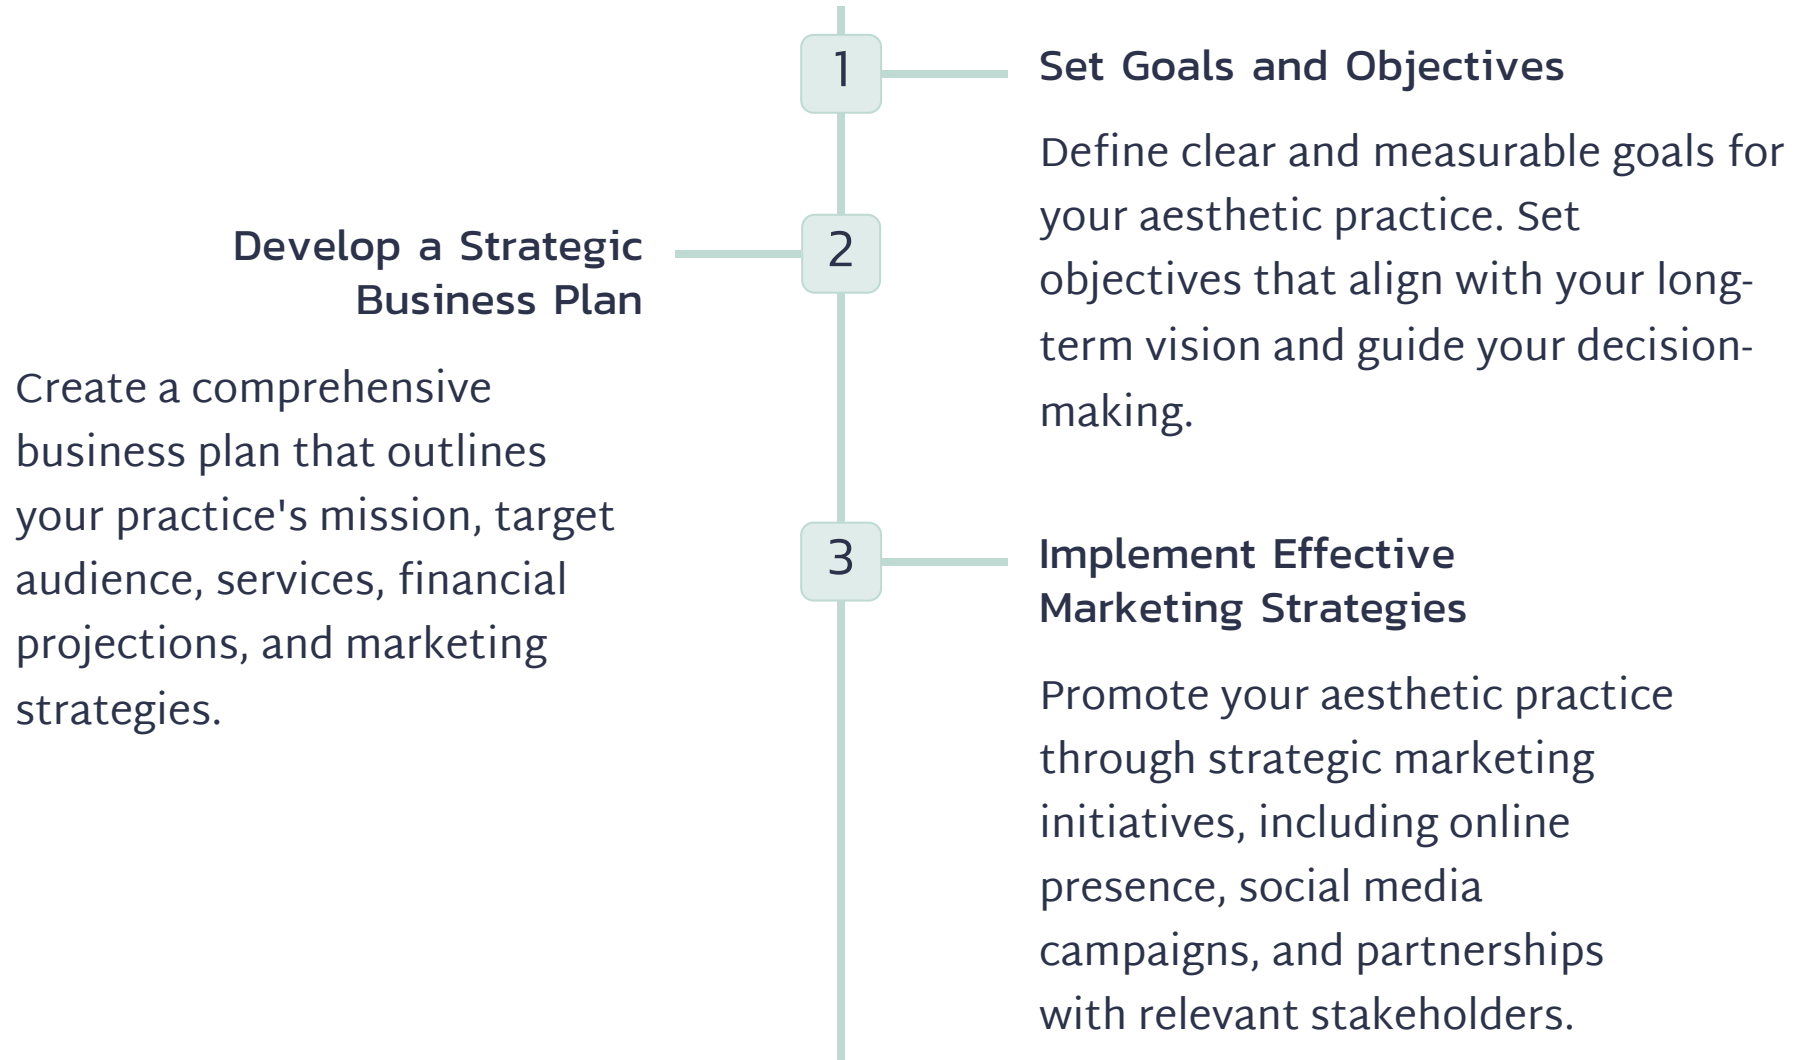 1
Set Goals and Objectives
Define clear and measurable goals for
your aesthetic practice. Set
objectives that align with your long-
term vision and guide your decision-
making.
2
Develop a Strategic
Business Plan
Create a comprehensive
business plan that outlines
your practice's mission, target
audience, services, financial
projections, and marketing
strategies.
3
Implement Effective
Marketing Strategies
Promote your aesthetic practice
through strategic marketing
initiatives, including online
presence, social media
campaigns, and partnerships
with relevant stakeholders.